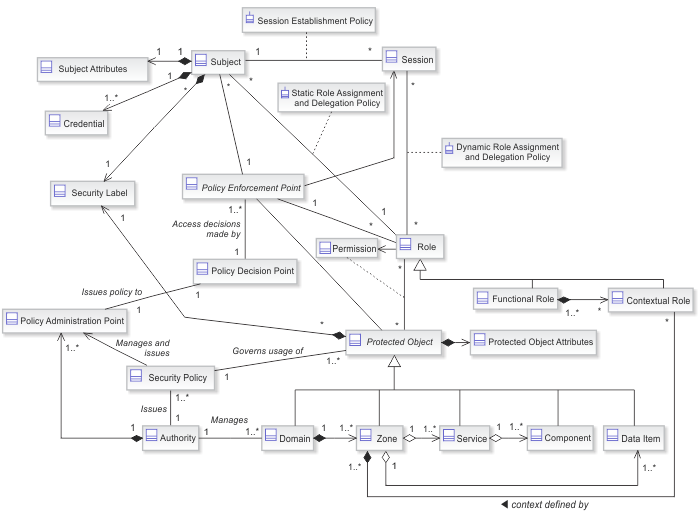 Session Establishment Policy
Subject Attributes
1
1
Subject
1
*
Session
1
*
*
*
*
1..*
Credential
Static Role Assignment
and Delegation Policy
Dynamic Role Assignment
and Delegation Policy
1
Security Label
1
1
Policy Enforcement Point
1
1
1..*
*
*
Access decisions
made by
Permission
Role
1
Policy Decision Point
*
Issues policy to
1
Functional Role
1..*
*
Contextual Role
1
Policy Administration Point
*
*
Protected Object
Protected Object Attributes
*
1..*
Manages and
issues
Governs usage of
1..*
Security Policy
1
1..*
Issues
1
Manages
Authority
1
1..*
Domain
1
1..*
Zone
1
1..*
Service
1
1..*
Component
Data Item
1..*
1
1..*
◀ context defined by